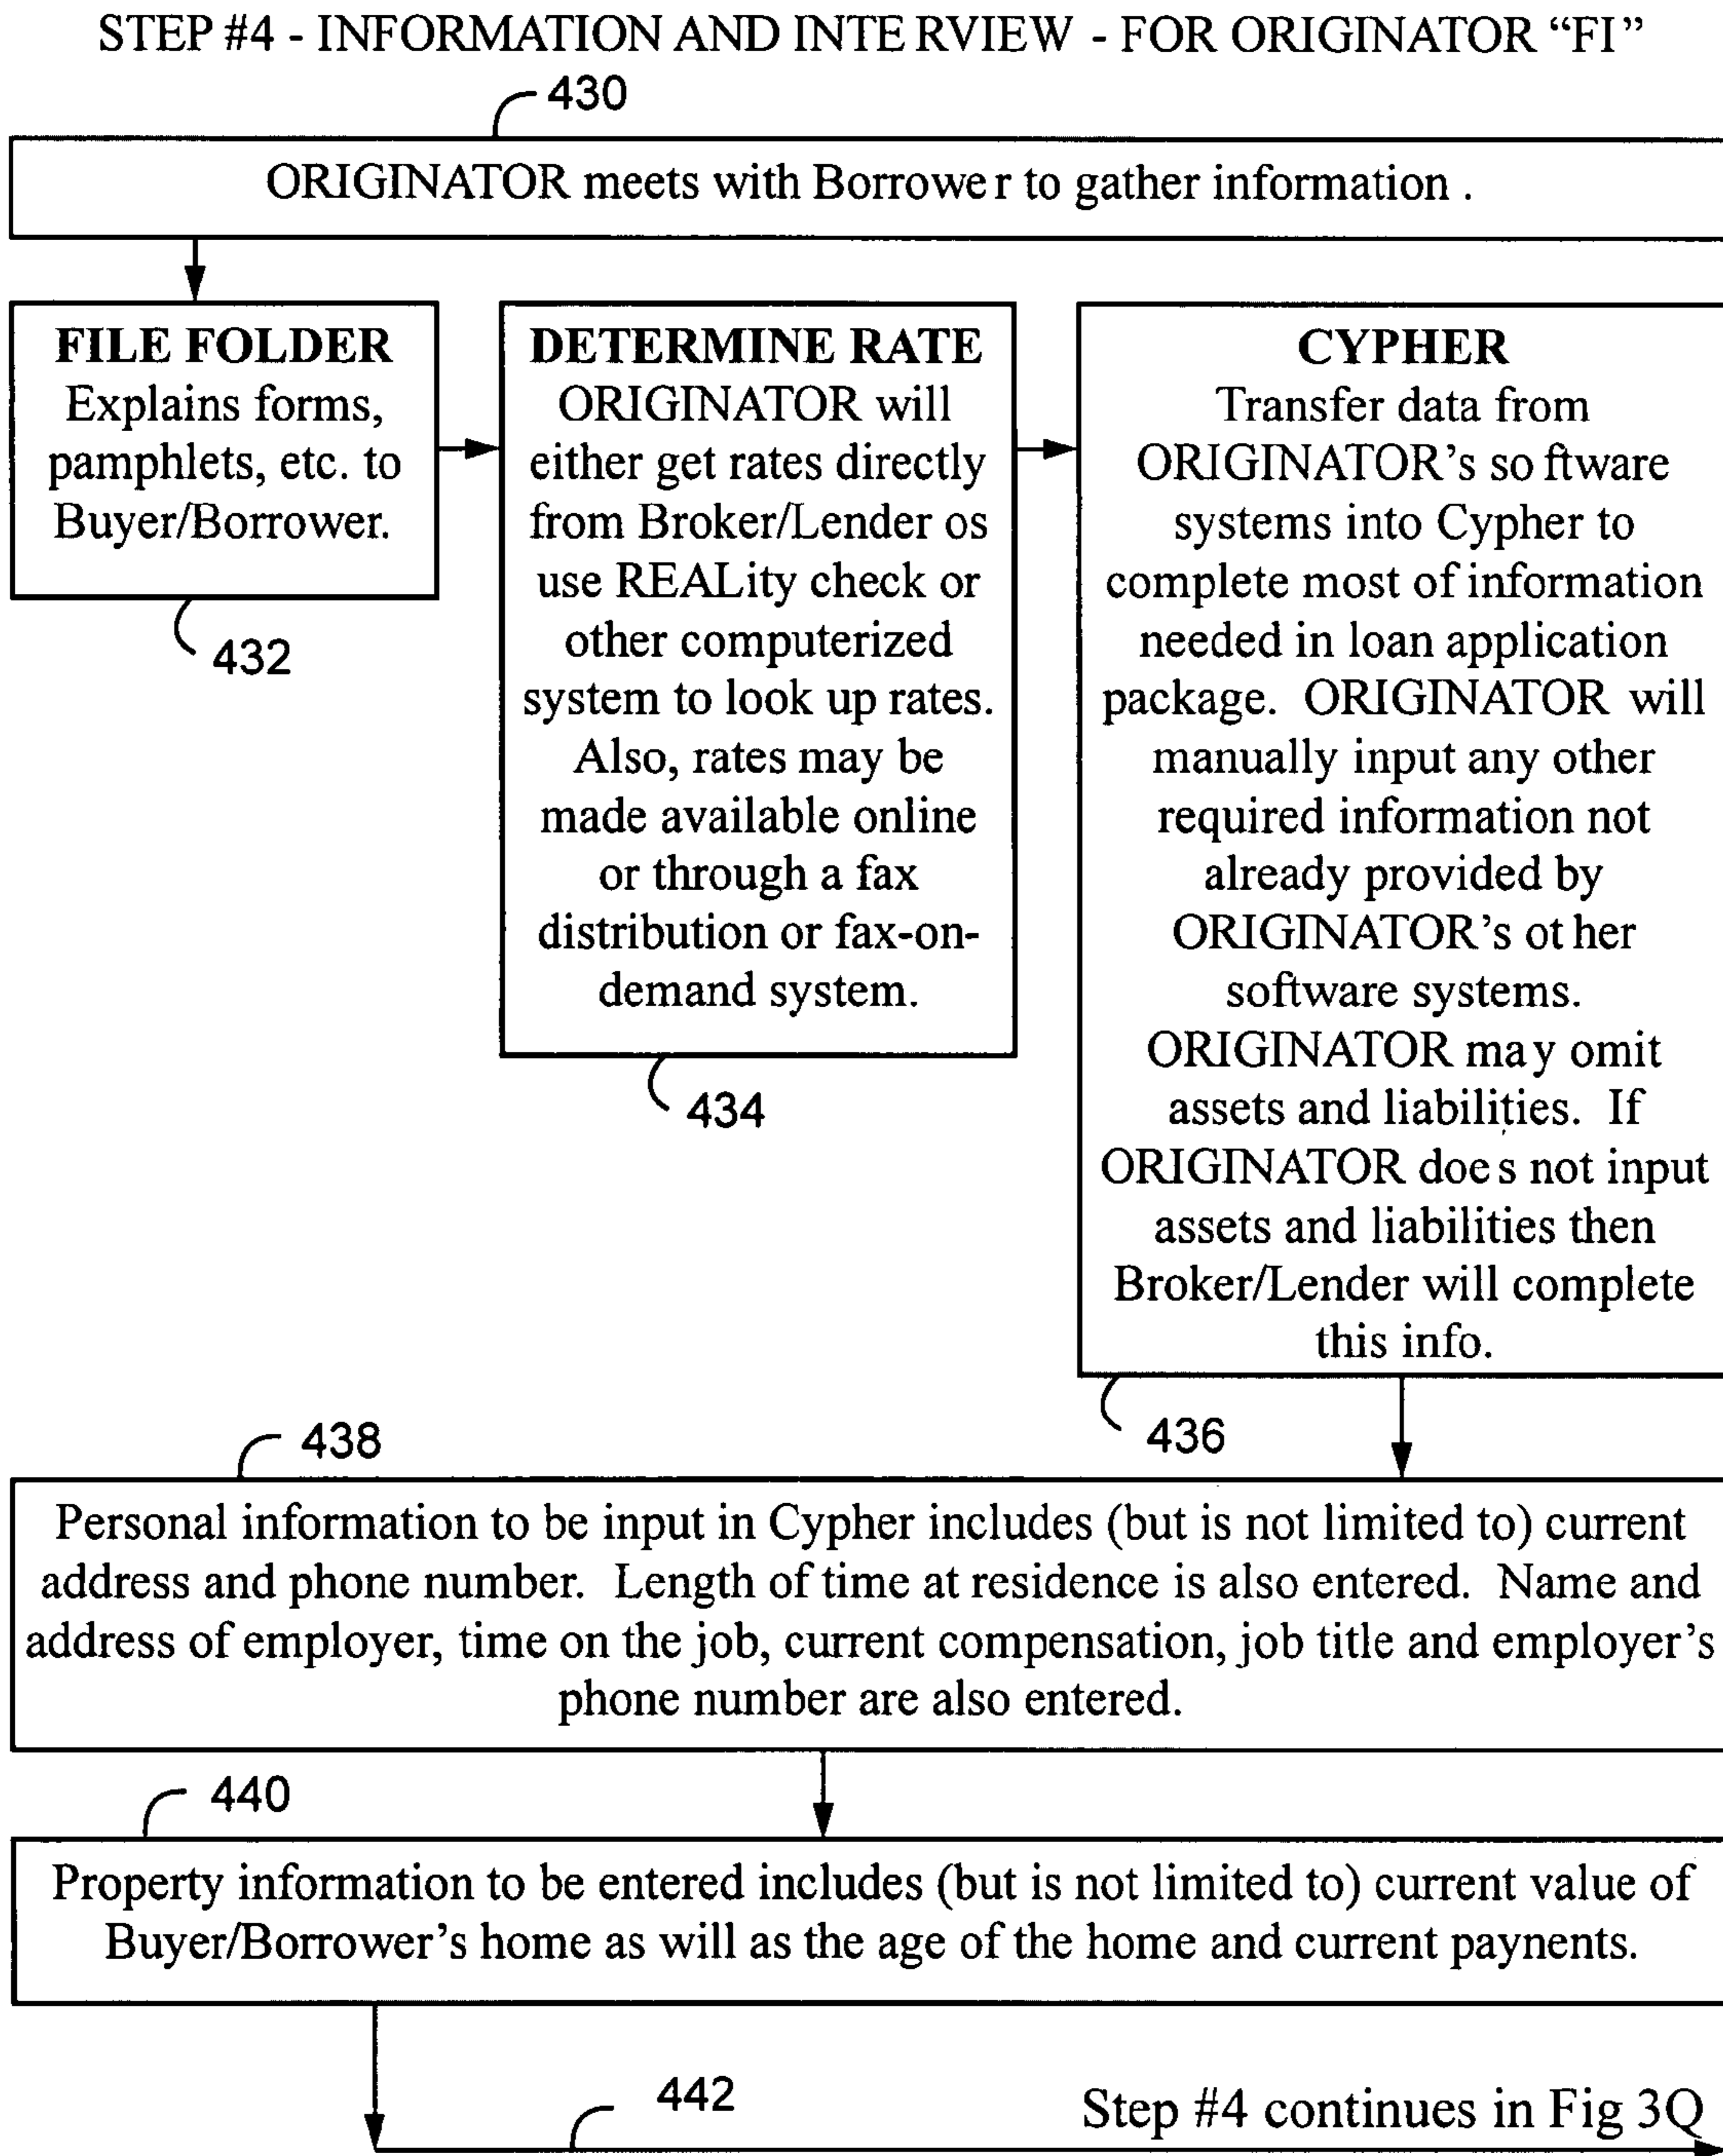 STEP #4 - INFORMATION AND INTE RVIEW - FOR ORIGINATOR “FI”
430
ORIGINATOR meets with Borrower to gather information .
FILE FOLDER
Explains forms,
pamphlets, etc. to
Buyer/Borrower.
432
DETERMINE RATE
ORIGINATOR will
either get rates directly
from Broker/Lender os
use REALity check or
other computerized
system to look up rates.
Also, rates may be
made available online
or through a fax
distribution or fax-on-
demand system.
434
CYPHER
Transfer data from
ORIGINATOR's so ftware
systems into Cypher to
complete most of information
needed in loan application
package. ORIGINATOR will
manually input any other
required information not
already provided by
ORIGINATOR's ot her
software systems.
ORIGINATOR may omit
assets and liabilities. If
ORIGINATOR does not input
assets and liabilities then
Broker/Lender will complete
this info.
436
438
Personal information to be input in Cypher includes (but is not limited to) current
address and phone number. Length of time at residence is also entered. Name and
address of employer, time on the job, current compensation, job title and employer’s
phone number are also entered.
440
Property information to be entered includes (but is not limited to) current value of
Buyer/Borrower’s home as will as the age of the home and current paynents.
442
Step #4 continues in Fig 3Q